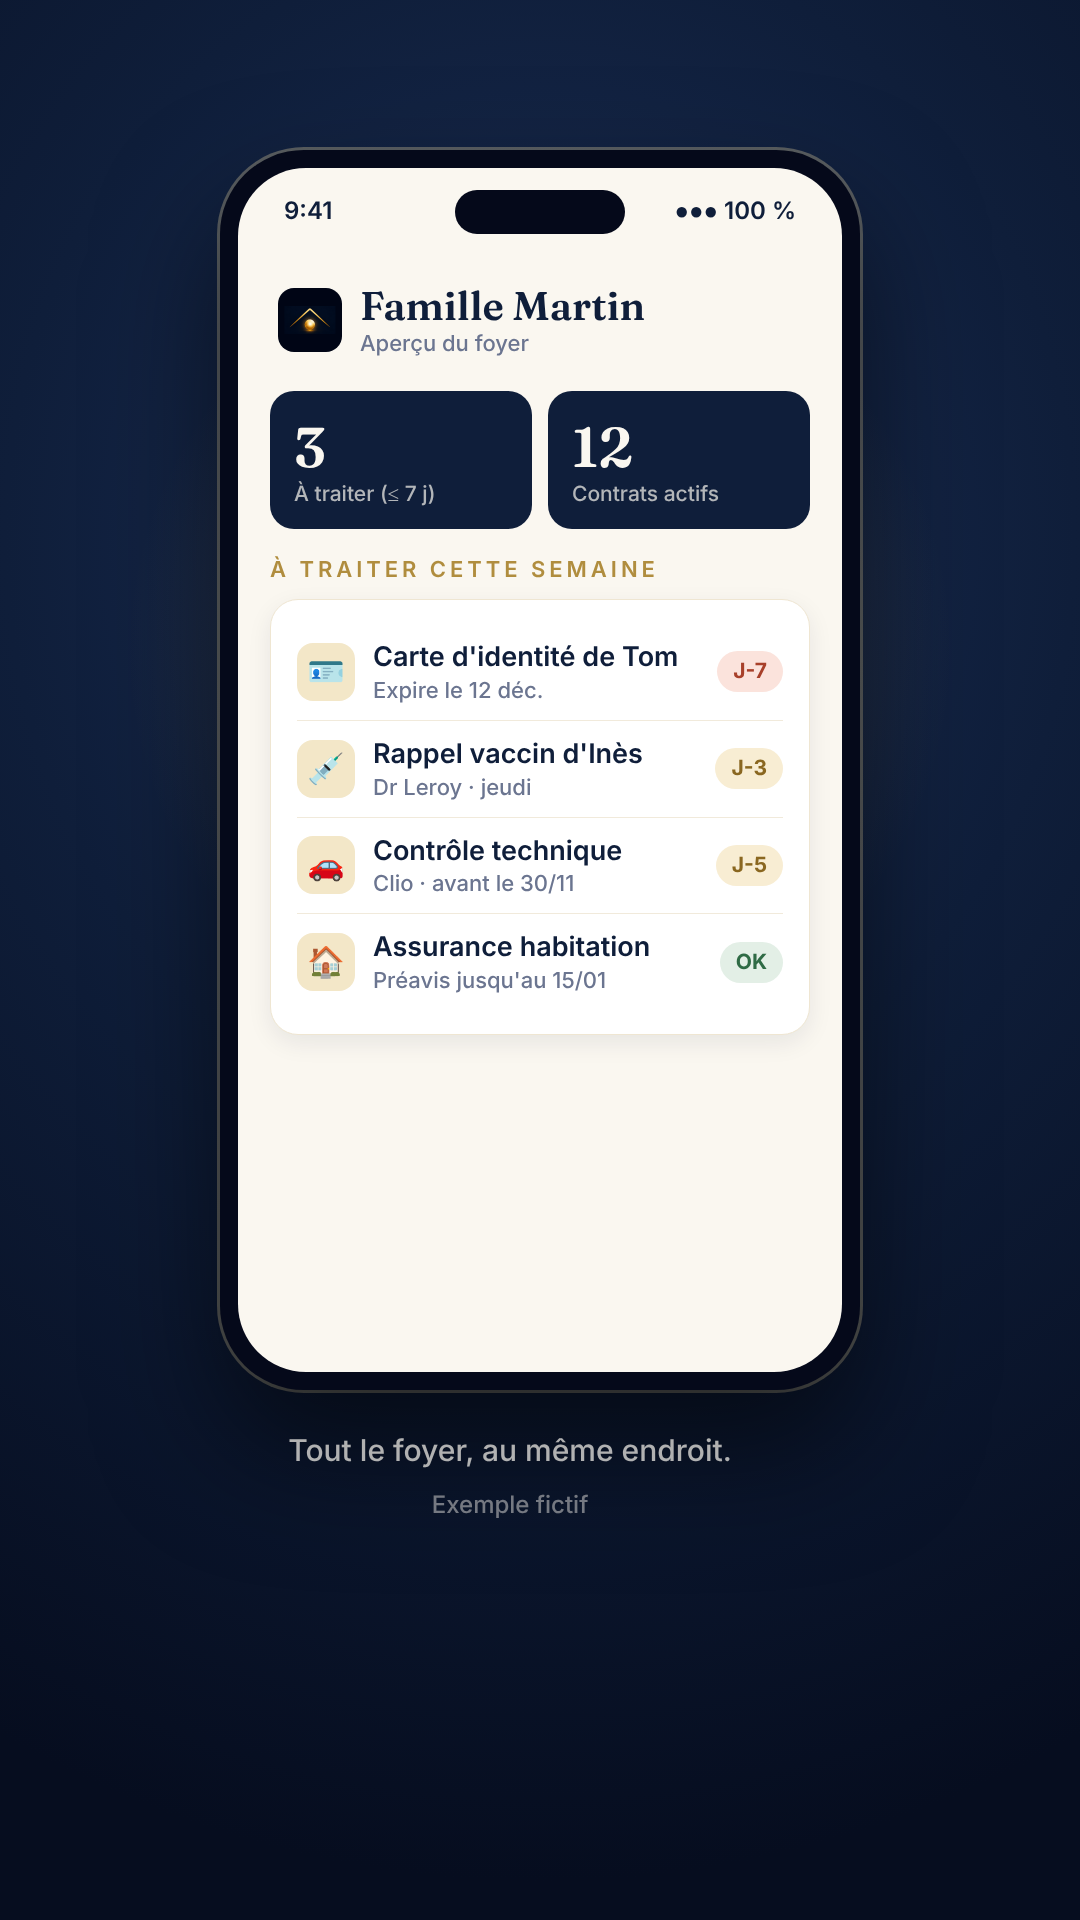 9:41
●●● 100 %
Famille Martin
Aperçu du foyer
3
À traiter (≤ 7 j)
12
Contrats actifs
À TRAITER CETTE SEMAINE
Carte d'identité de Tom
Expire le 12 déc.
J-7
Rappel vaccin d'Inès
Dr Leroy · jeudi
J-3
Contrôle technique
Clio · avant le 30/11
J-5
Assurance habitation
Préavis jusqu'au 15/01
OK
Tout le foyer, au même endroit.
Exemple fictif